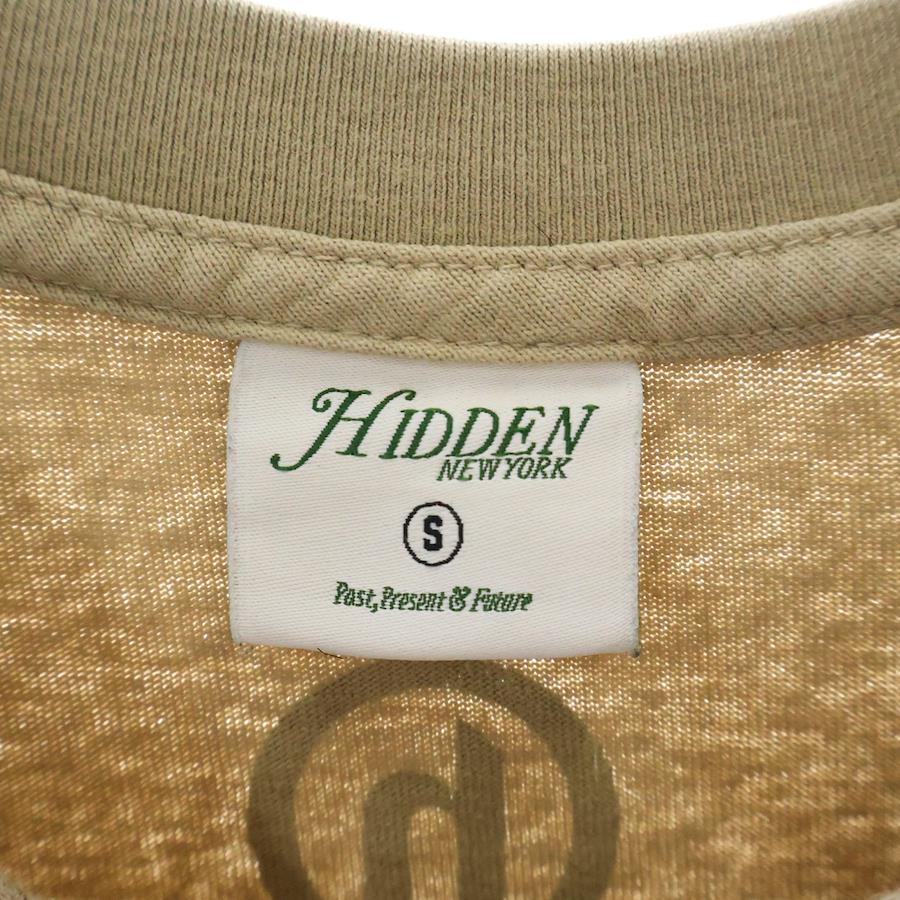 HIDDEN
NEW YORK
S
Past, Present & Future